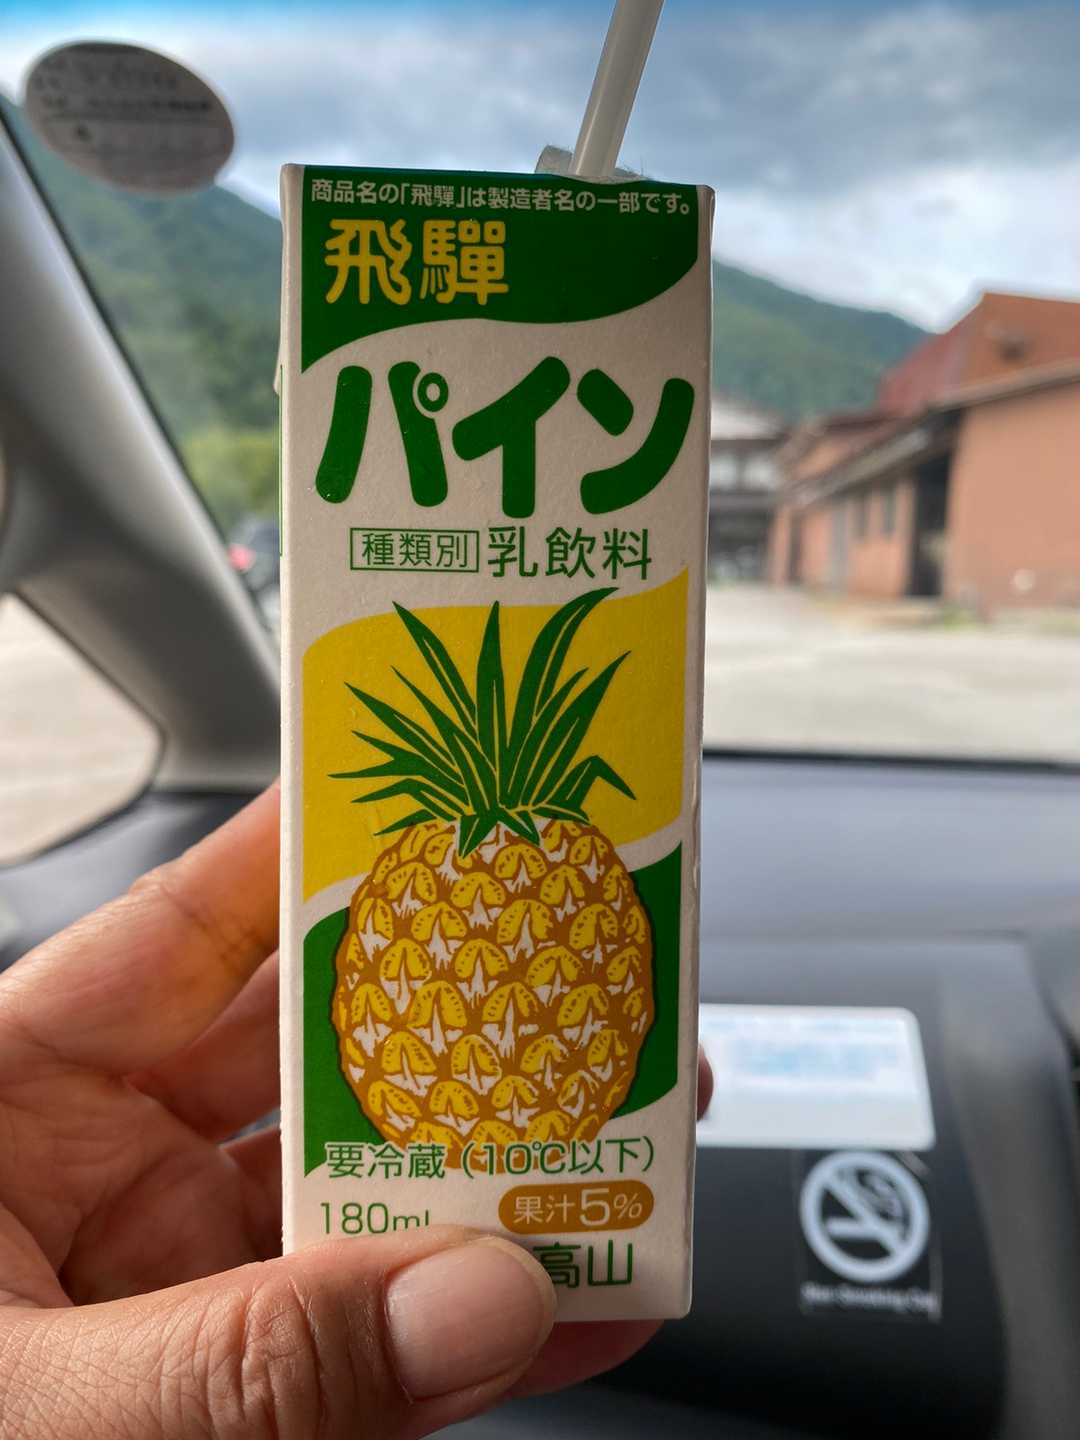 商品名の「飛騨」は製造者名の一部です。
飛驒
パイン
種類別 乳飲料
要冷蔵(10℃以下)
180ml
果汁5%
高山